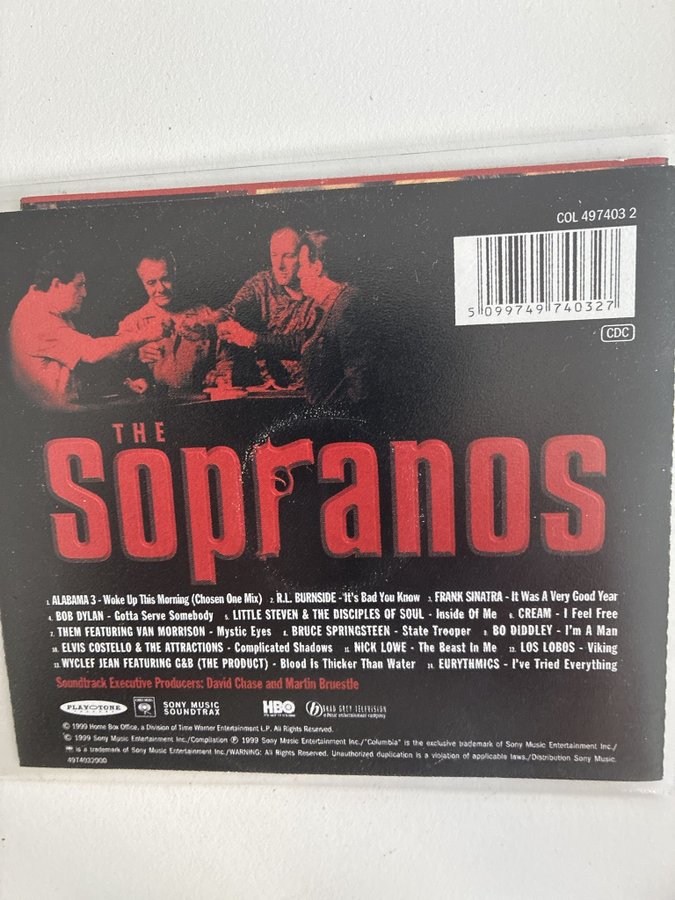 COL 497403 2
5 099749 740327
CDC
THE
Sopranos
1. ALABAMA 3 - Woke Up This Morning (Chosen One Mix) 2. R.L. BURNSIDE - It's Bad You Know 3. FRANK SINATRA - It Was A Very Good Year
4. BOB DYLAN - Gotta Serve Somebody 5. LITTLE STEVEN & THE DISCIPLES OF SOUL - Inside Of Me 6. CREAM - I Feel Free
7. THEM FEATURING VAN MORRISON - Mystic Eyes 8. BRUCE SPRINGSTEEN - State Trooper 9. BO DIDDLEY - I'm A Man
10. ELVIS COSTELLO & THE ATTRACTIONS - Complicated Shadows 11. NICK LOWE - The Beast In Me 12. LOS LOBOS - Viking
13. WYCLEF JEAN FEATURING G&B (THE PRODUCT) - Blood Is Thicker Than Water 14. EURYTHMICS - I've Tried Everything
Soundtrack Executive Producers: David Chase and Martin Bruestle
PLAY-TONE SONY MUSIC SOUNDTRAX HBO BRAD GREY TELEVISION
© 1999 Home Box Office, a Division of Time Warner Entertainment L.P. All Rights Reserved.
© 1999 Sony Music Entertainment Inc./Compilation ℗ 1999 Sony Music Entertainment Inc./"Columbia" is the exclusive trademark of Sony Music Entertainment Inc./
is a trademark of Sony Music Entertainment Inc./WARNING: All Rights Reserved. Unauthorized duplication is a violation of applicable laws./Distribution Sony Music.
4974032000